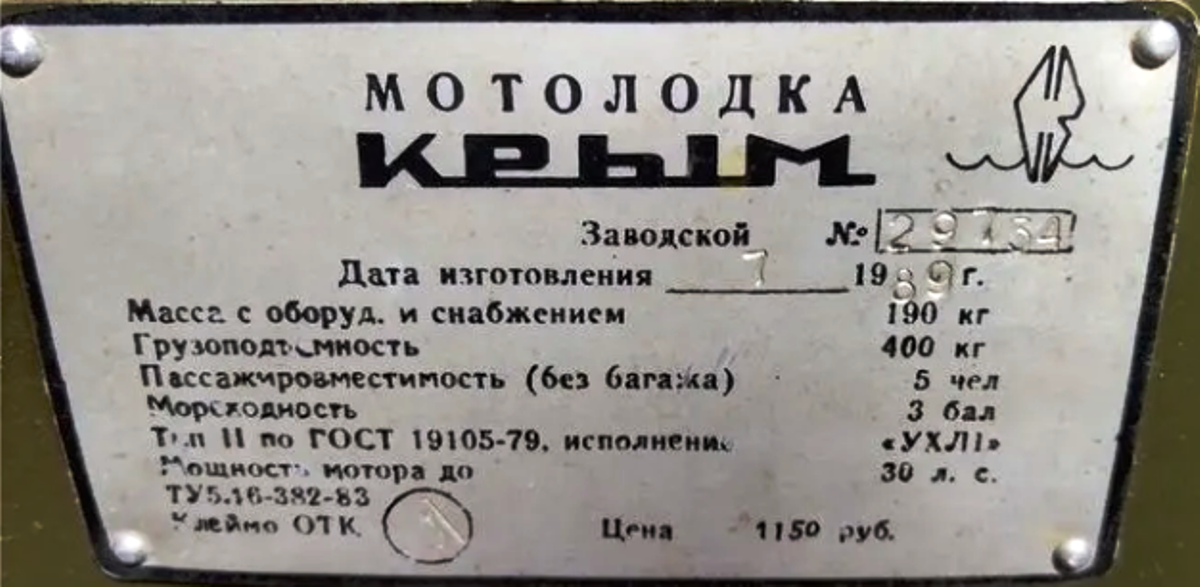 МОТОЛОДКА
КРЫМ
Заводской № 29734
Дата изготовления 7 1989 г.
Масса с оборуд. и снабжением 190 кг
Грузоподъемность 400 кг
Пассажировместимость (без багажа) 5 чел
Мореходность 3 бал
Тип II по ГОСТ 19105-79, исполнение «УХЛ1»
Мощность мотора до 30 л. с.
ТУ5.16-382-83
Клеймо ОТК
Цена 1150 руб.